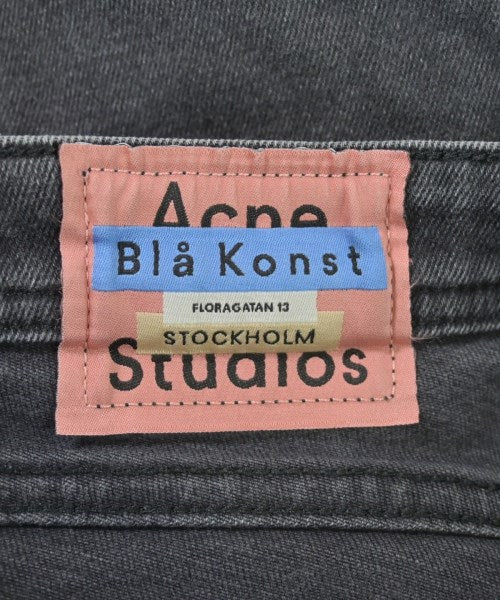 Acne
Blå Konst
FLORAGATAN 13
STOCKHOLM
Studios